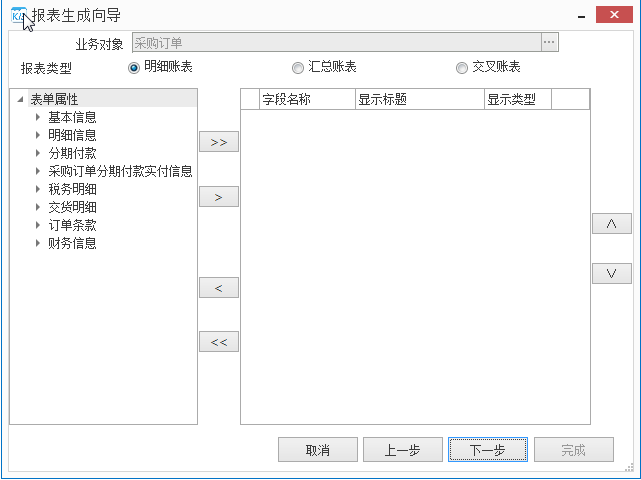 报表生成向导
业务对象 采购订单 ...
报表类型 明细账表 汇总账表 交叉账表
表单属性
基本信息
明细信息
分期付款
采购订单分期付款实付信息
税务明细
交货明细
订单条款
财务信息
>>
>
<
<<
字段名称 显示标题 显示类型
∧
∨
取消 上一步 下一步 完成